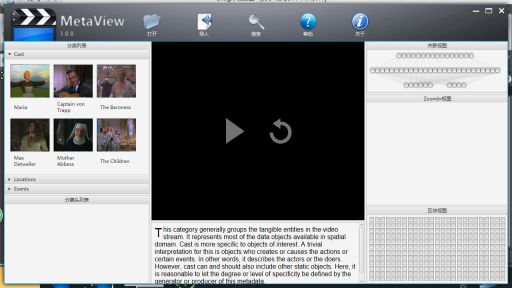 MetaView
1.0.0
打开
导入
搜索
帮助
关于
分类列表
Cast
Maria
Captain von
Trapp
The Baroness
Max
Detweiler
Mother
Abbess
The Children
Locations
Events
分镜头列表
This category generally groups the tangible entities in the video
stream. It represents most of the data objects available in spatial
domain. Cast is more specific to objects of interest. A trivial
interpretation for this is objects who creates or causes the actions or
certain events. In other words, it describes the actors or the doers.
However, cast can and should also include other static objects. Here, it
is reasonable to let the degree or level of specificity be defined by the
generator or producer of this metadata.
关联视图
ZoomIn视图
区块视图